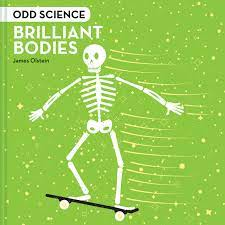 ODD SCIENCE
BRILLIANT
BODIES
James Olstein